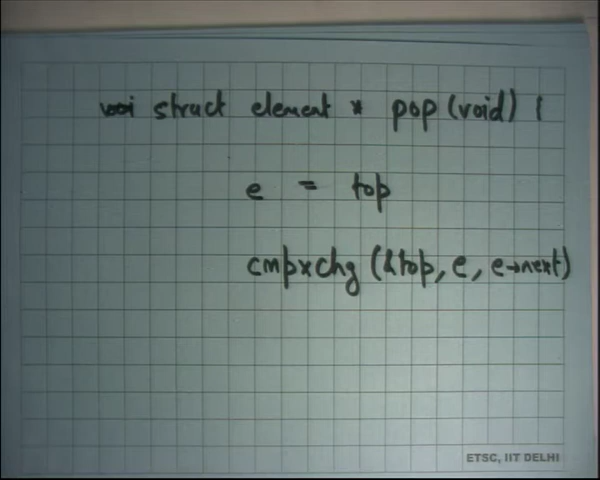 struct element * pop (void) {
e = top
cmpxchg (&top, e, e→next)
ETSC, IIT DELHI